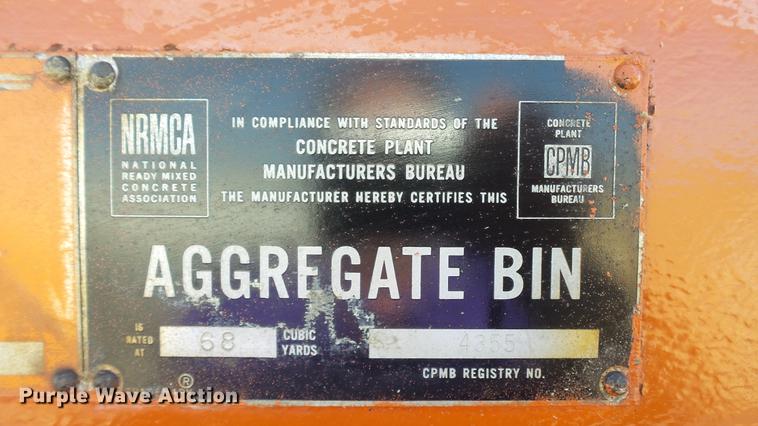 NRMCA
NATIONAL
READY MIXED
CONCRETE
ASSOCIATION
IN COMPLIANCE WITH STANDARDS OF THE
CONCRETE PLANT
MANUFACTURERS BUREAU
THE MANUFACTURER HEREBY CERTIFIES THIS
CONCRETE
PLANT
CPMB
MANUFACTURERS
BUREAU
AGGREGATE BIN
IS
RATED
AT
68
CUBIC
YARDS
4355
CPMB REGISTRY NO.
®
Purple Wave Auction